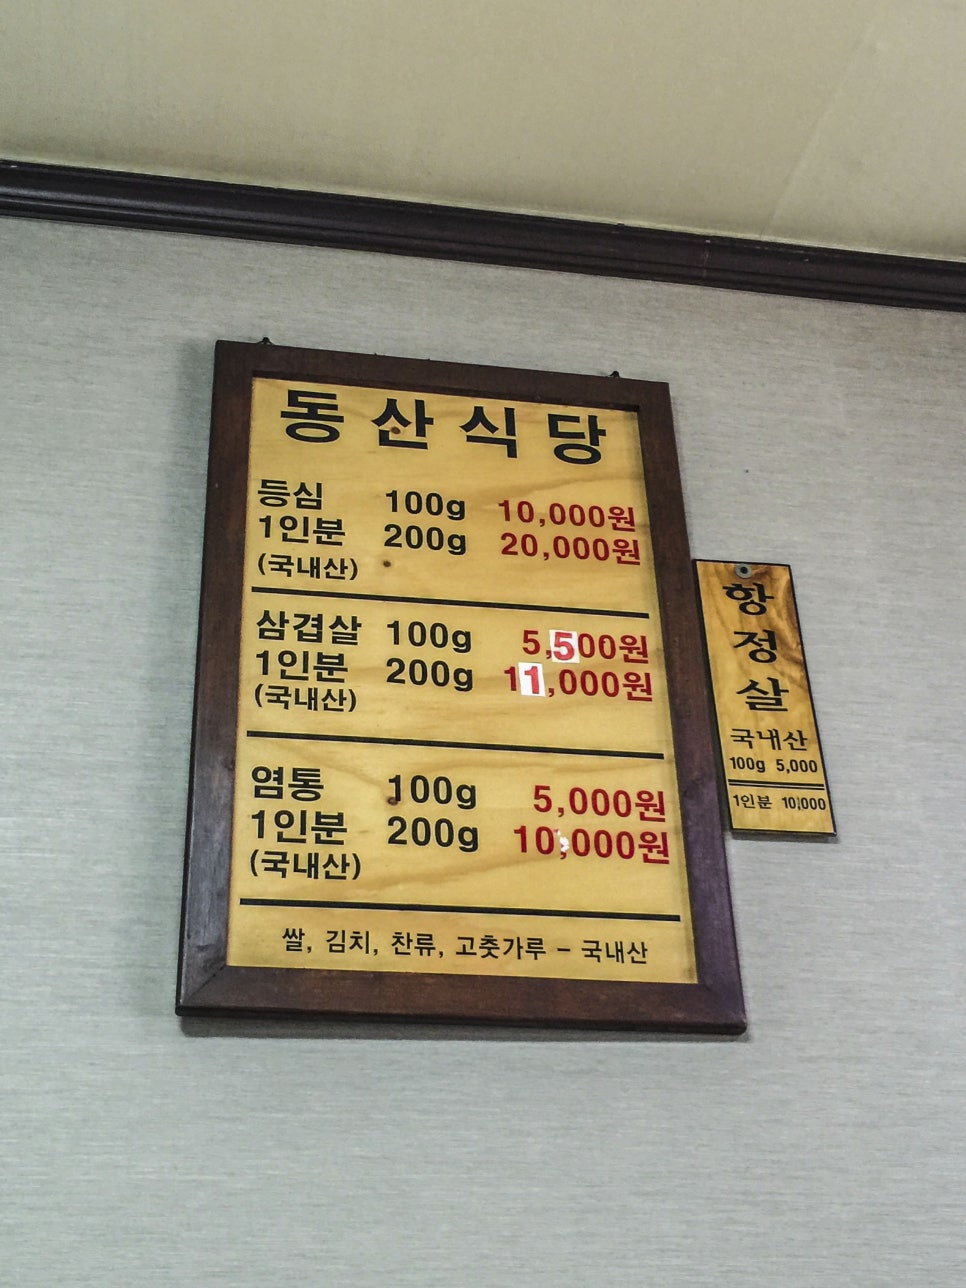 동산식당
등심 100g 10,000원
1인분 200g 20,000원
(국내산)
삼겹살 100g 5,500원
1인분 200g 11,000원
(국내산)
염통 100g 5,000원
1인분 200g 10,000원
(국내산)
쌀, 김치, 찬류, 고춧가루 - 국내산
항정살
국내산
100g 5,000
1인분 10,000